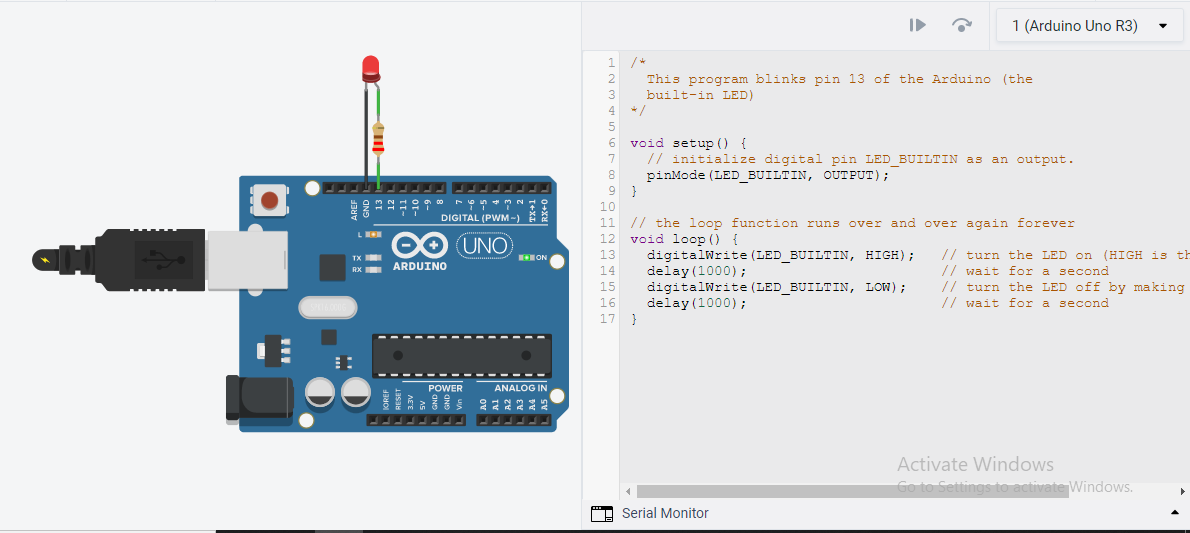 1 (Arduino Uno R3)
1 /*
2 This program blinks pin 13 of the Arduino (the
3 built-in LED)
4 */
5
6 void setup() {
7 // initialize digital pin LED_BUILTIN as an output.
8 pinMode(LED_BUILTIN, OUTPUT);
9 }
10
11 // the loop function runs over and over again forever
12 void loop() {
13 digitalWrite(LED_BUILTIN, HIGH); // turn the LED on (HIGH is th
14 delay(1000); // wait for a second
15 digitalWrite(LED_BUILTIN, LOW); // turn the LED off by making
16 delay(1000); // wait for a second
17 }
AREF GND 13 12 ~11 ~10 ~9 8 7 ~6 ~5 4 ~3 2 TX→1 RX←0
DIGITAL (PWM~)
L
TX
RX
ARDUINO
UNO
ON
POWER
ANALOG IN
IOREF RESET 3.3V 5V GND GND Vin A0 A1 A2 A3 A4 A5
Activate Windows
Go to Settings to activate Windows.
Serial Monitor